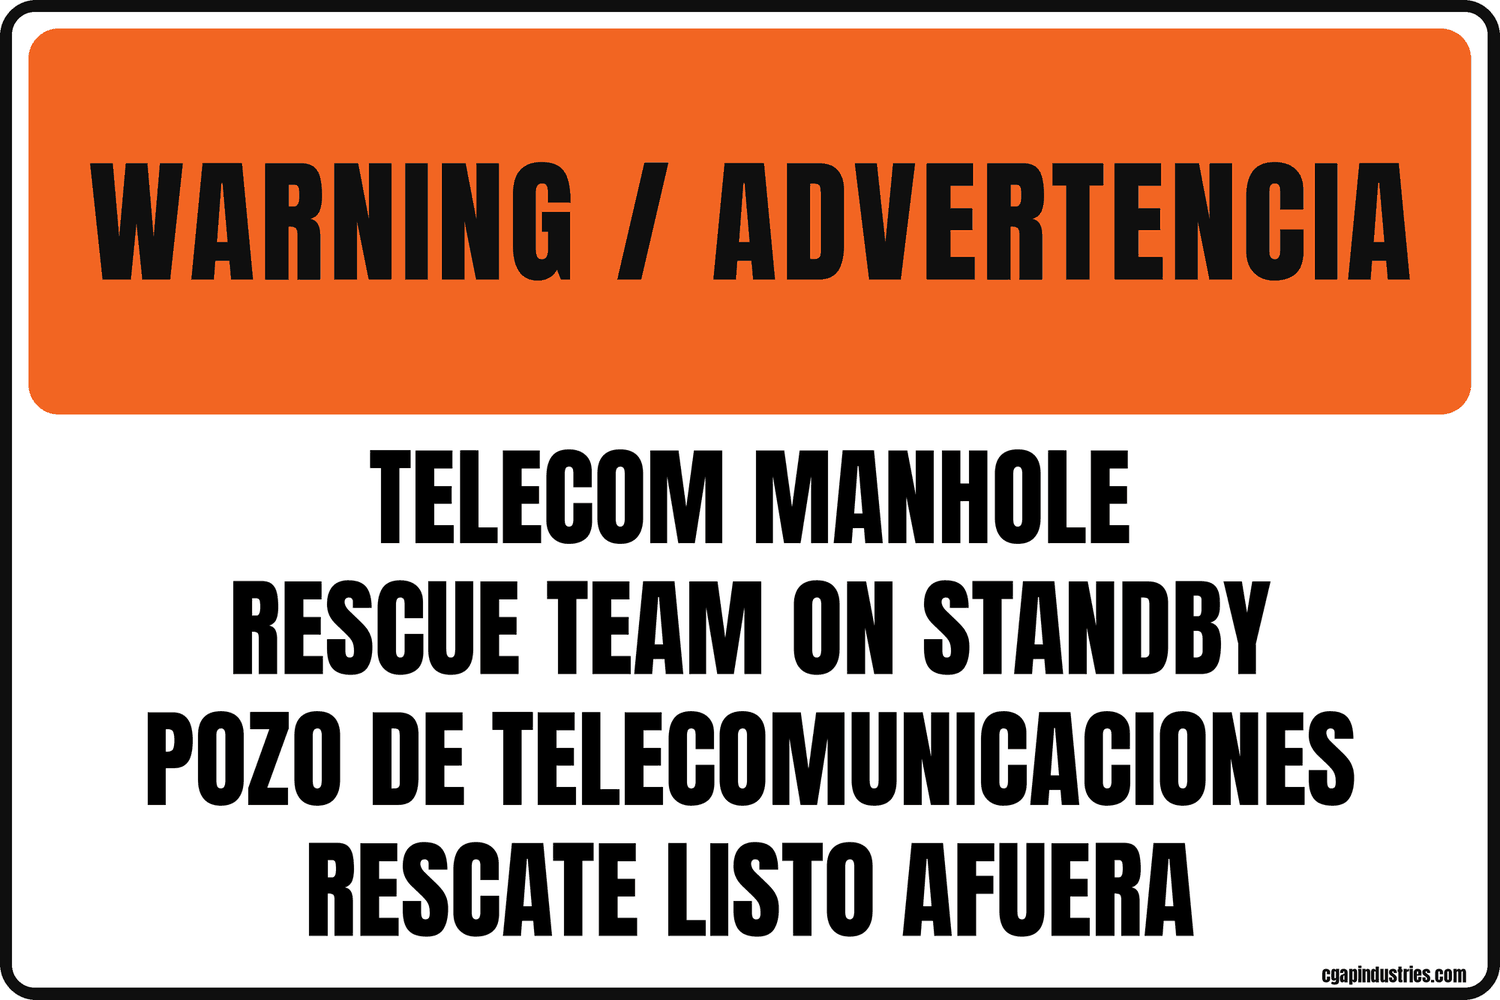 WARNING / ADVERTENCIA
TELECOM MANHOLE
RESCUE TEAM ON STANDBY
POZO DE TELECOMUNICACIONES
RESCATE LISTO AFUERA
cgapindustries.com